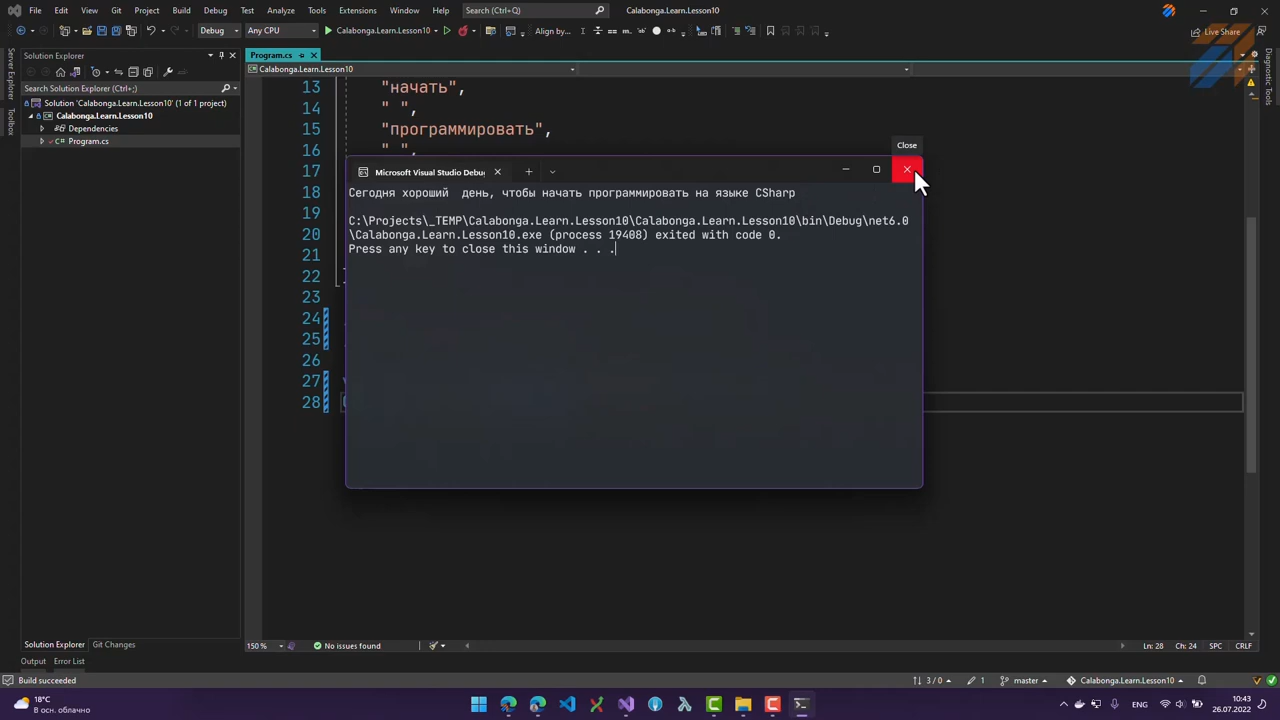 File Edit View Git Project Build Debug Test Analyze Tools Extensions Window Help Search (Ctrl+Q) Calabonga.Learn.Lesson10
Debug Any CPU Calabonga.Learn.Lesson10 Align by... Live Share
Server Explorer
Toolbox
Solution Explorer
Search Solution Explorer (Ctrl+;)
Solution 'Calabonga.Learn.Lesson10' (1 of 1 project)
Calabonga.Learn.Lesson10
Dependencies
Program.cs
Program.cs
Calabonga.Learn.Lesson10
Diagnostic Tools
13 "начать",
14 " ",
15 "программировать",
16 " ",
17
18
19
20
21
22
23
24
25
26
27
28
Close
Microsoft Visual Studio Debug
Сегодня хороший  день, чтобы начать программировать на языке CSharp
C:\Projects\_TEMP\Calabonga.Learn.Lesson10\Calabonga.Learn.Lesson10\bin\Debug\net6.0
\Calabonga.Learn.Lesson10.exe (process 19408) exited with code 0.
Press any key to close this window . . .
Solution Explorer Git Changes
150 % No issues found Ln: 28 Ch: 24 SPC CRLF
Output Error List
Build succeeded 3 / 0 1 master Calabonga.Learn.Lesson10
18°C
В осн. облачно
ENG
10:43
26.07.2022